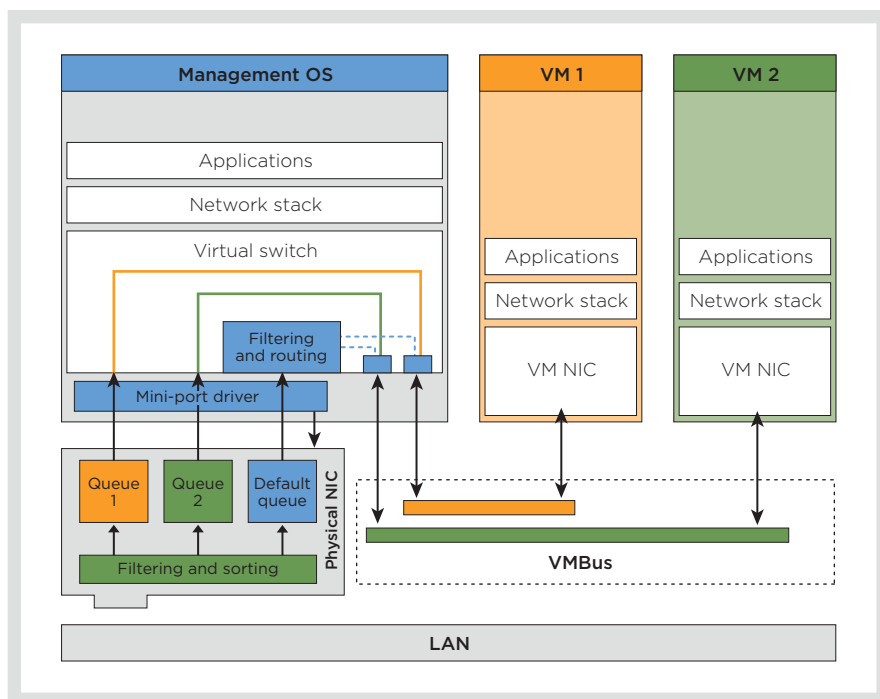 Management OS
Applications
Network stack
Virtual switch
Filtering
and routing
Mini-port driver
VM 1
Applications
Network stack
VM NIC
VM 2
Applications
Network stack
VM NIC
Queue
1
Queue
2
Default
queue
Physical NIC
Filtering and sorting
VMBus
LAN